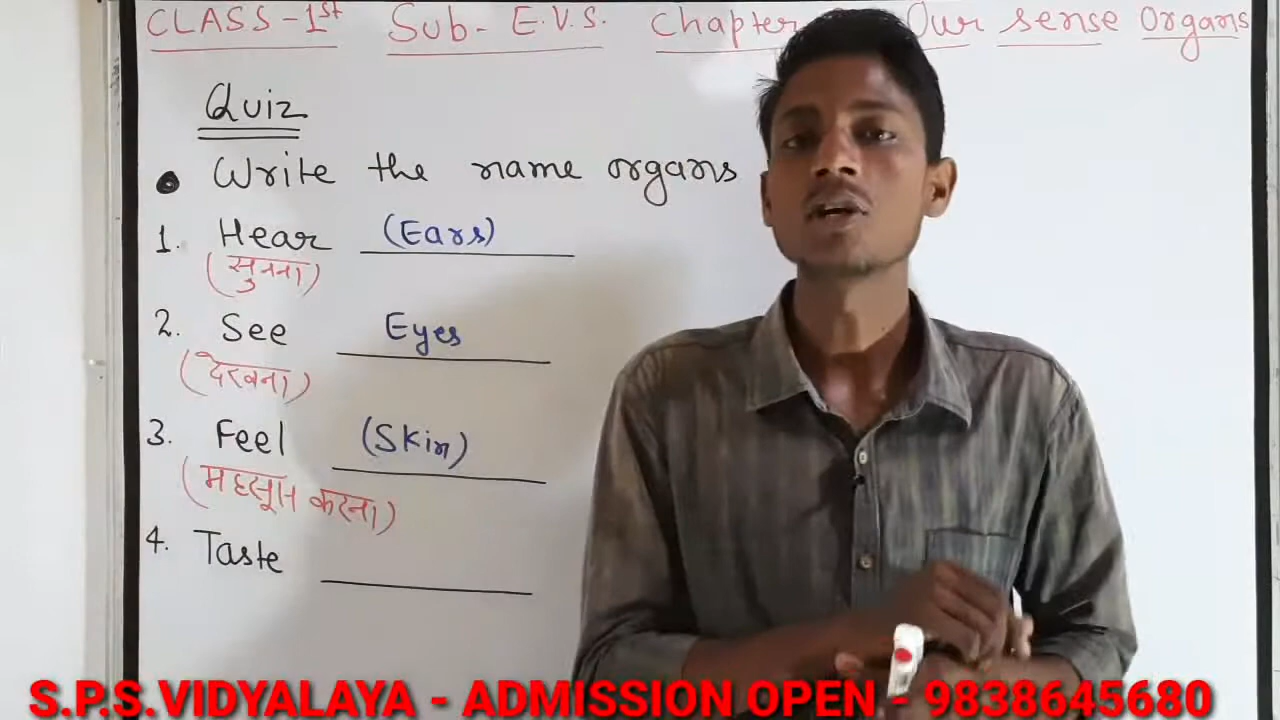 CLASS - 1st Sub- E.V.S. Chapter Our sense Organs
Quiz
• Write the name organs
1. Hear (Ears)
(सुनना)
2. See Eyes
(देखना)
3. Feel (Skin)
(महसूस करना)
4. Taste
S.P.S.VIDYALAYA - ADMISSION OPEN - 9838645680